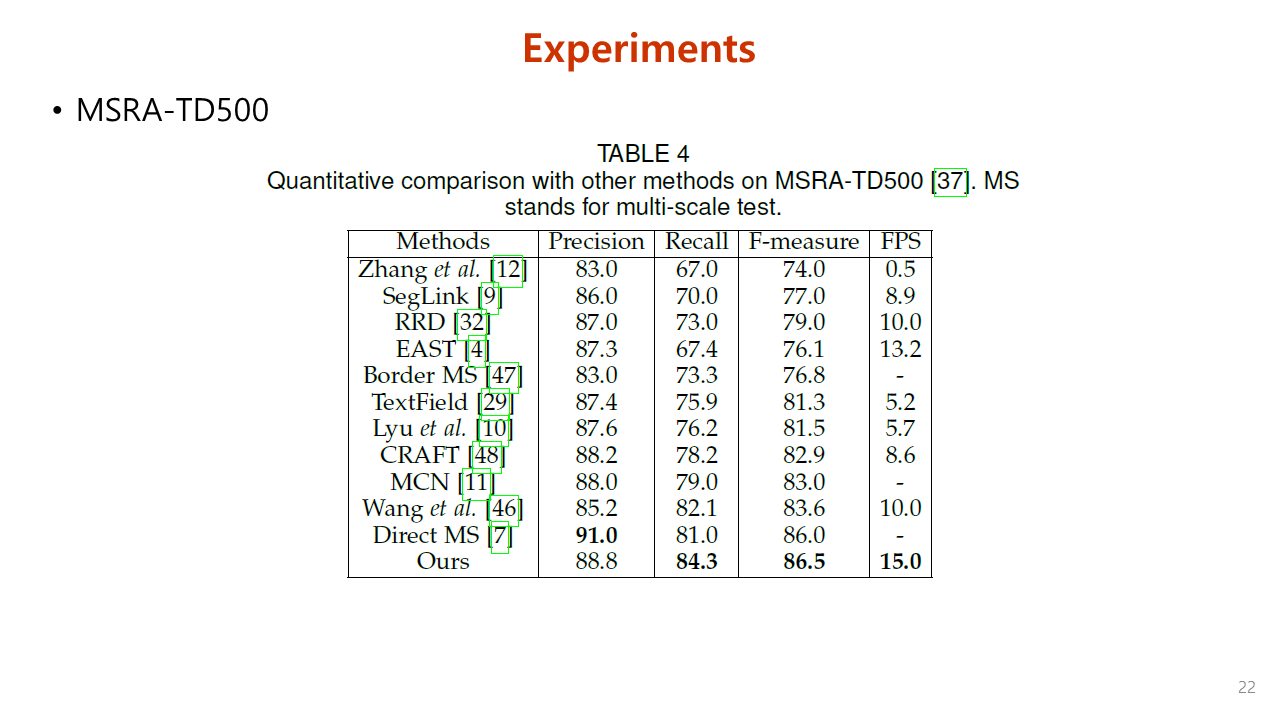 Experiments
• MSRA-TD500
TABLE 4
Quantitative comparison with other methods on MSRA-TD500 [37]. MS
stands for multi-scale test.
Methods Precision Recall F-measure FPS
Zhang et al. [12] 83.0 67.0 74.0 0.5
SegLink [9] 86.0 70.0 77.0 8.9
RRD [32] 87.0 73.0 79.0 10.0
EAST [4] 87.3 67.4 76.1 13.2
Border MS [47] 83.0 73.3 76.8 -
TextField [29] 87.4 75.9 81.3 5.2
Lyu et al. [10] 87.6 76.2 81.5 5.7
CRAFT [48] 88.2 78.2 82.9 8.6
MCN [11] 88.0 79.0 83.0 -
Wang et al. [46] 85.2 82.1 83.6 10.0
Direct MS [7] 91.0 81.0 86.0 -
Ours 88.8 84.3 86.5 15.0
22